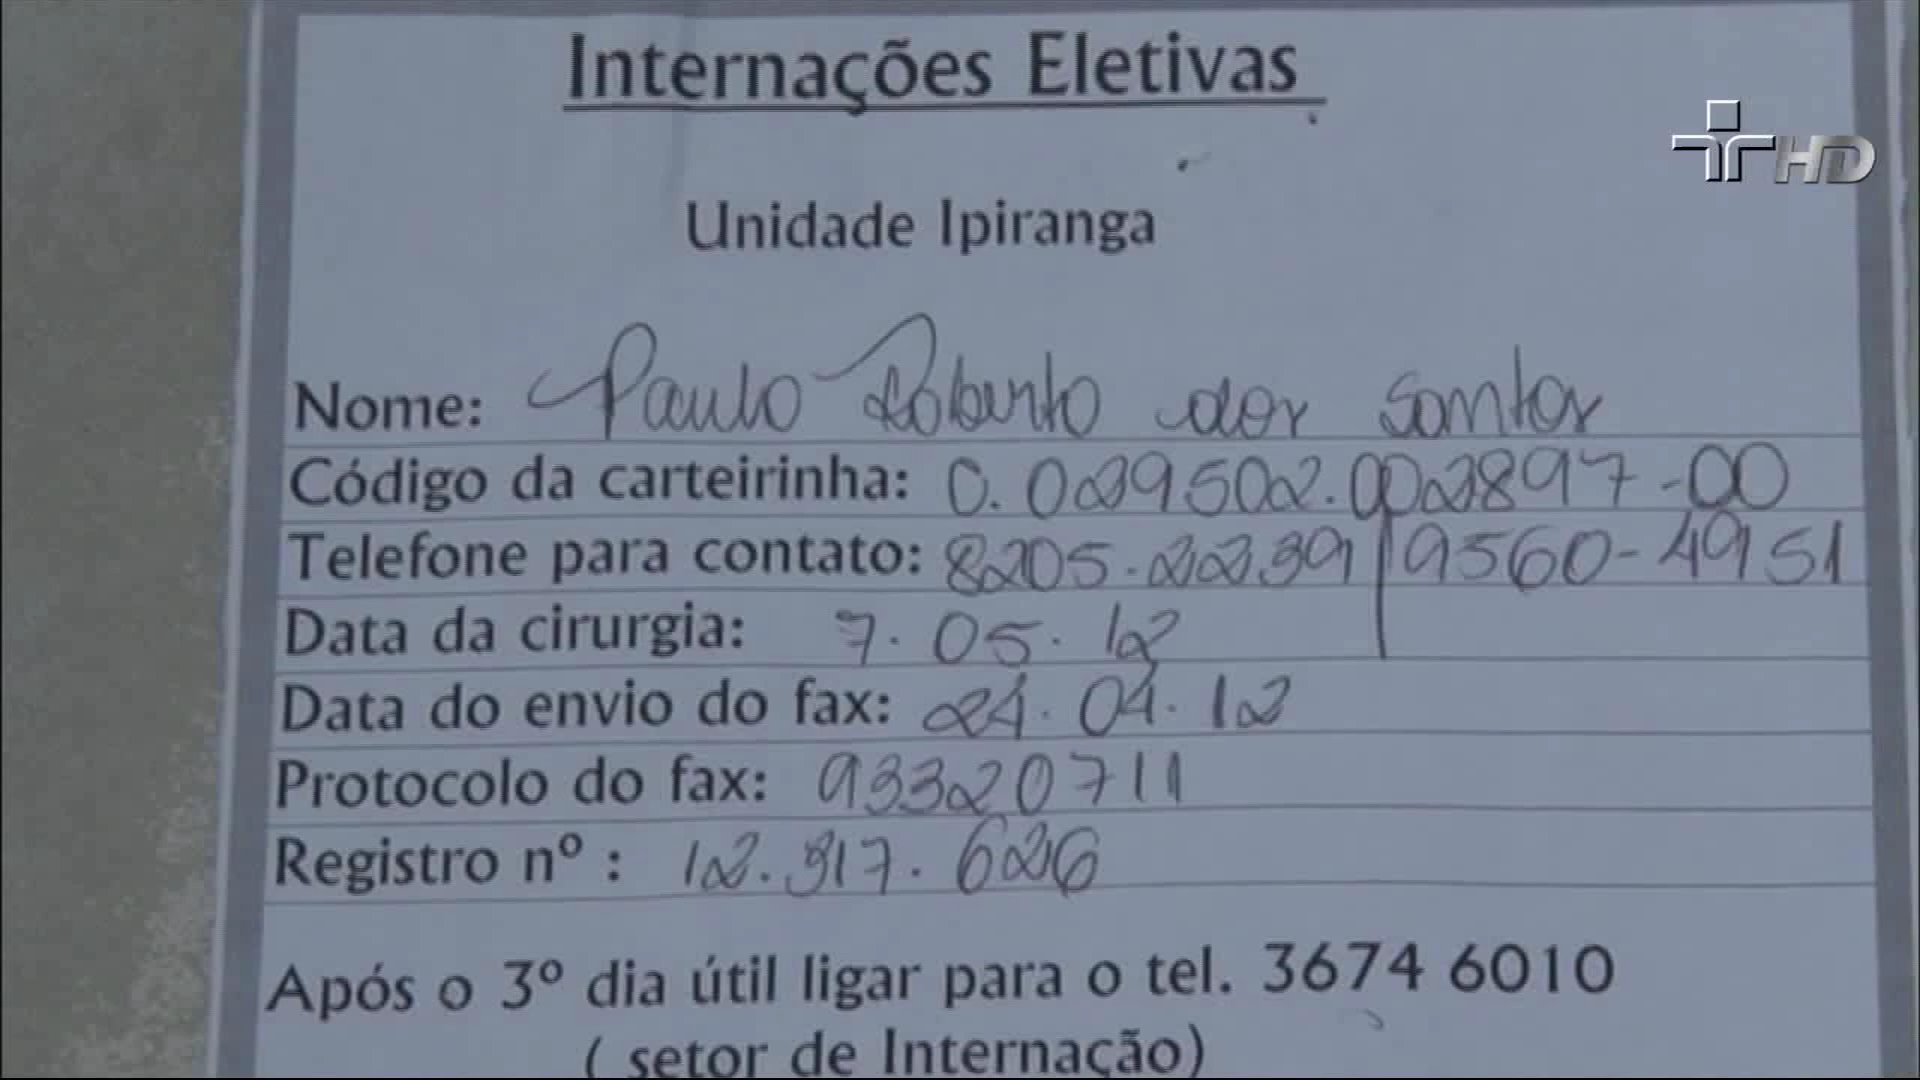 Internações Eletivas
HD
Unidade Ipiranga
Nome: Paulo Roberto dos Santos
Código da carteirinha: 0.029502.002897-00
Telefone para contato: 8205.2239 | 9560-4951
Data da cirurgia: 7.05.12
Data do envio do fax: 24.04.12
Protocolo do fax: 93320711
Registro nº : 12.317.626
Após o 3º dia útil ligar para o tel. 3674 6010
( setor de Internação)